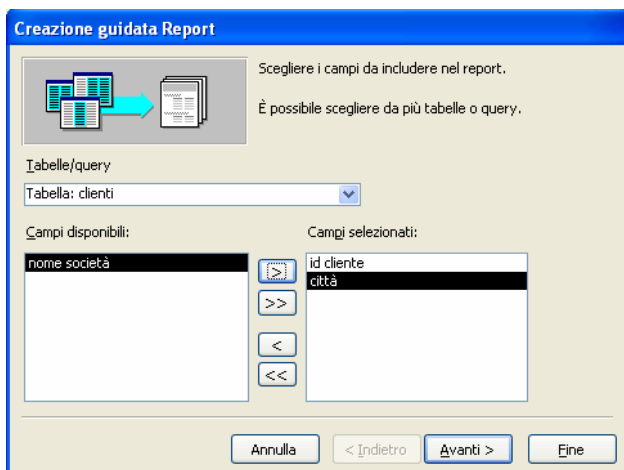 Creazione guidata Report
Scegliere i campi da includere nel report.
È possibile scegliere da più tabelle o query.
Tabelle/query
Tabella: clienti
Campi disponibili:
Campi selezionati:
nome società
>
id cliente
città
>>
<
<<
Annulla
< Indietro
Avanti >
Fine